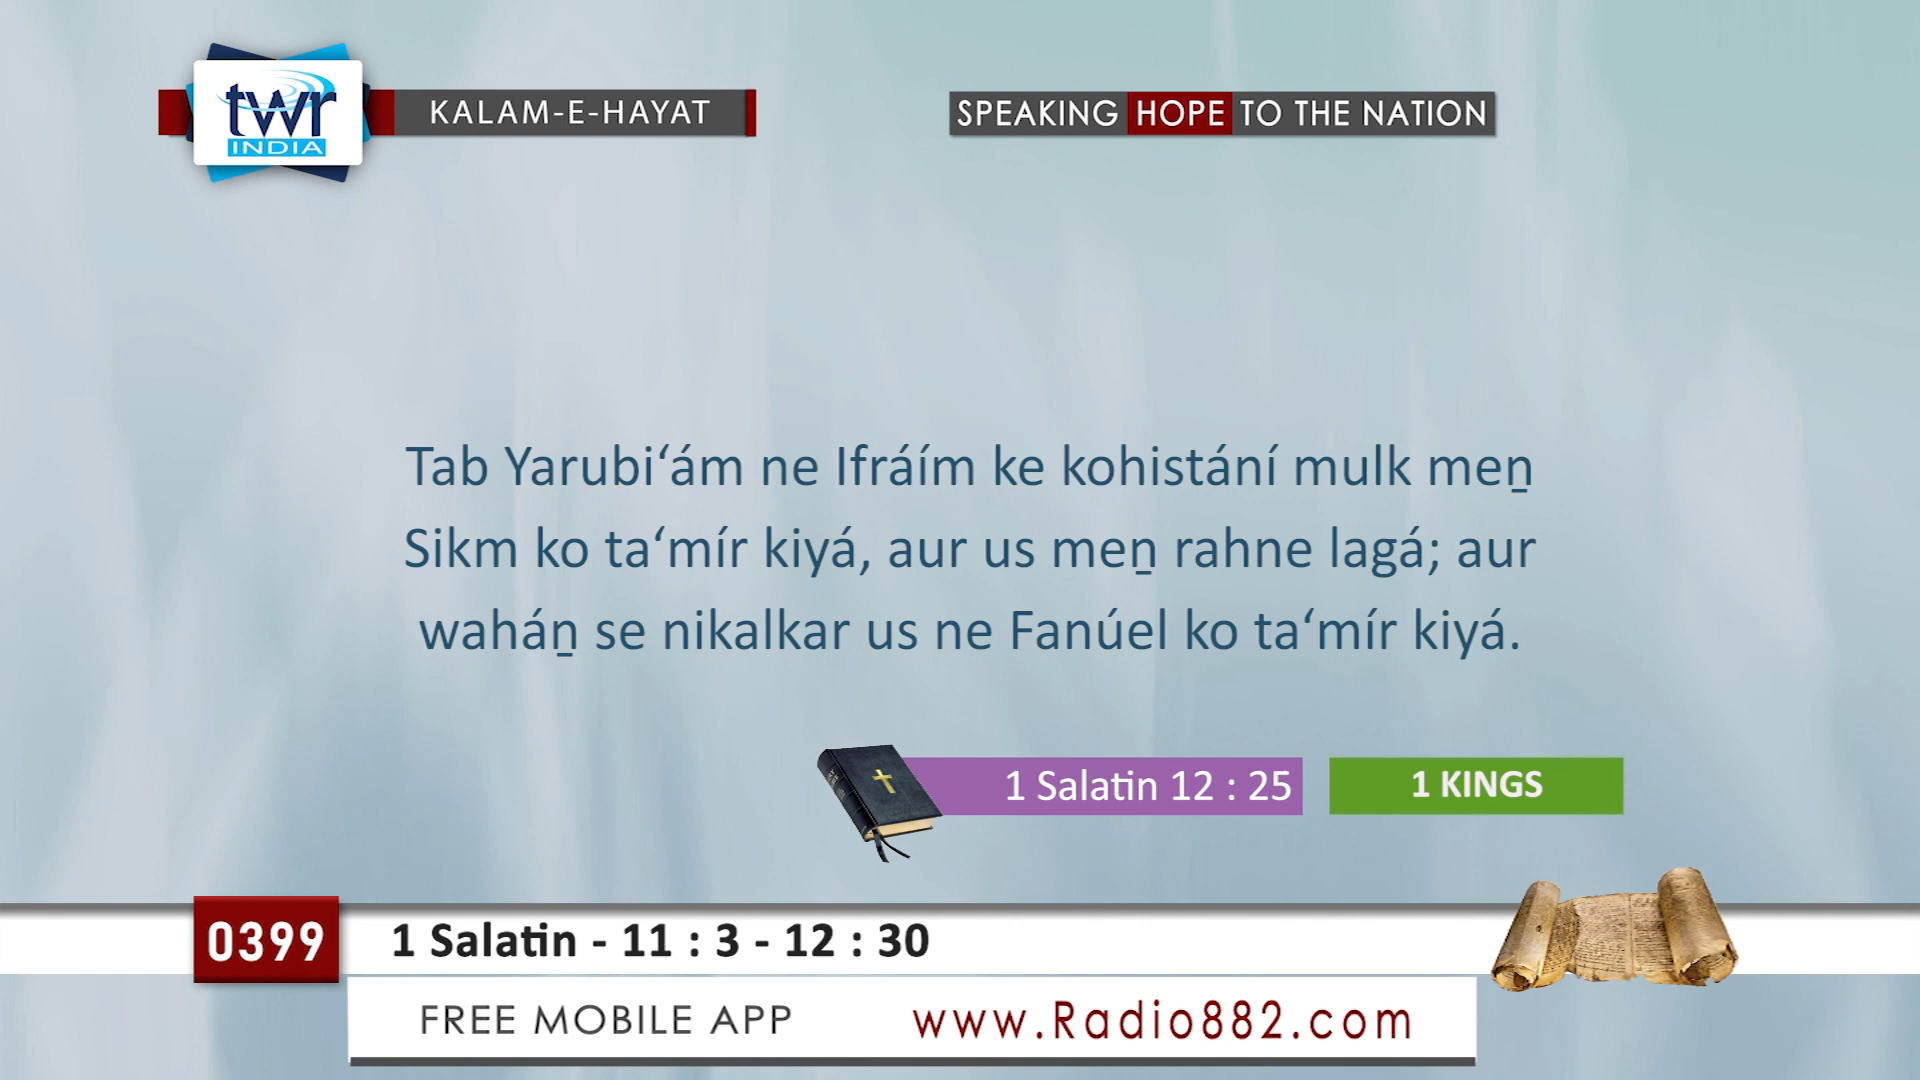 twr
INDIA
KALAM-E-HAYAT
SPEAKING HOPE TO THE NATION
Tab Yarubi‘ám ne Ifráím ke kohistání mulk meṉ
Sikm ko ta‘mír kiyá, aur us meṉ rahne lagá; aur
waháṉ se nikalkar us ne Fanúel ko ta‘mír kiyá.
1 Salatin 12 : 25
1 KINGS
0399
1 Salatin - 11 : 3 - 12 : 30
FREE MOBILE APP
www.Radio882.com